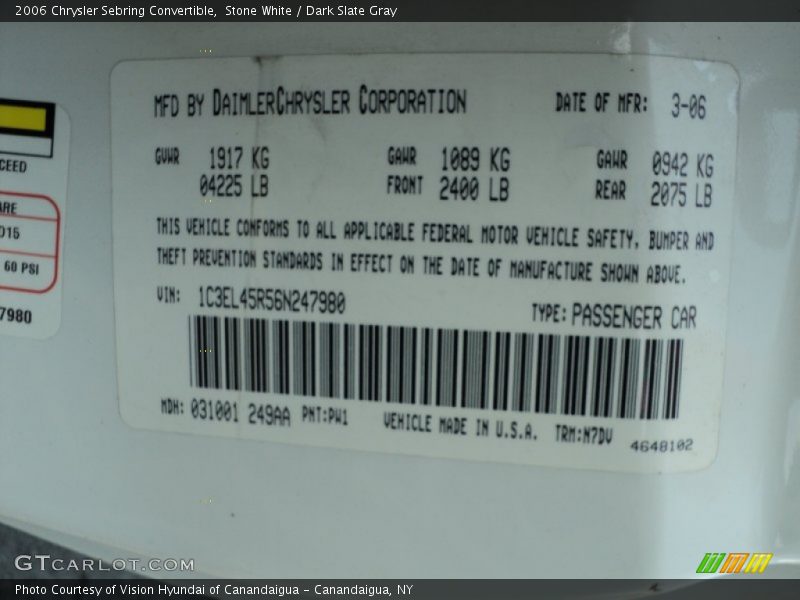 2006 Chrysler Sebring Convertible, Stone White / Dark Slate Gray
MFD BY DAIMLERCHRYSLER CORPORATION DATE OF MFR: 3-06
GVWR 1917 KG GAWR 1089 KG GAWR 0942 KG
04225 LB FRONT 2400 LB REAR 2075 LB
THIS VEHICLE CONFORMS TO ALL APPLICABLE FEDERAL MOTOR VEHICLE SAFETY, BUMPER AND
THEFT PREVENTION STANDARDS IN EFFECT ON THE DATE OF MANUFACTURE SHOWN ABOVE.
VIN: 1C3EL45R56N247980 TYPE: PASSENGER CAR
MDH: 031001 249AA PNT:PW1 VEHICLE MADE IN U.S.A. TRM:N7DV 4648102
CEED
ARE
D15
60 PSI
7980
GTCARLOT.COM
Photo Courtesy of Vision Hyundai of Canandaigua - Canandaigua, NY